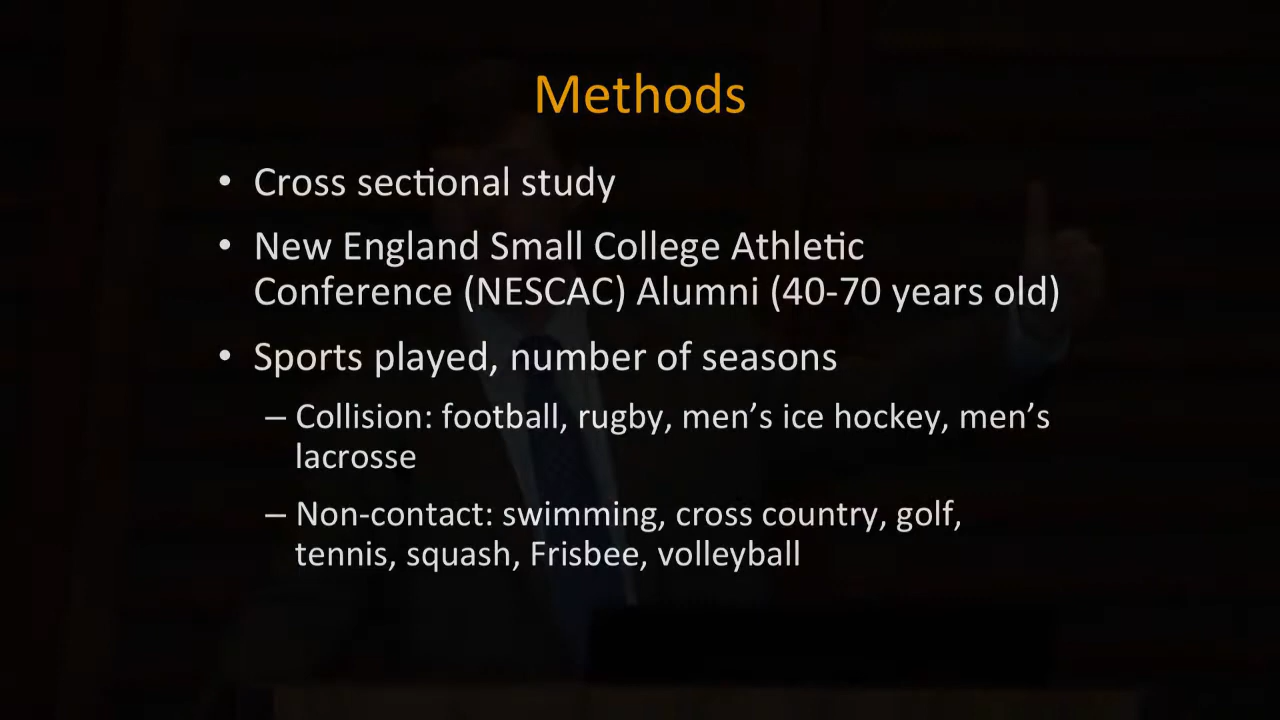 Methods
• Cross sectional study
• New England Small College Athletic
Conference (NESCAC) Alumni (40-70 years old)
• Sports played, number of seasons
– Collision: football, rugby, men’s ice hockey, men’s
lacrosse
– Non-contact: swimming, cross country, golf,
tennis, squash, Frisbee, volleyball